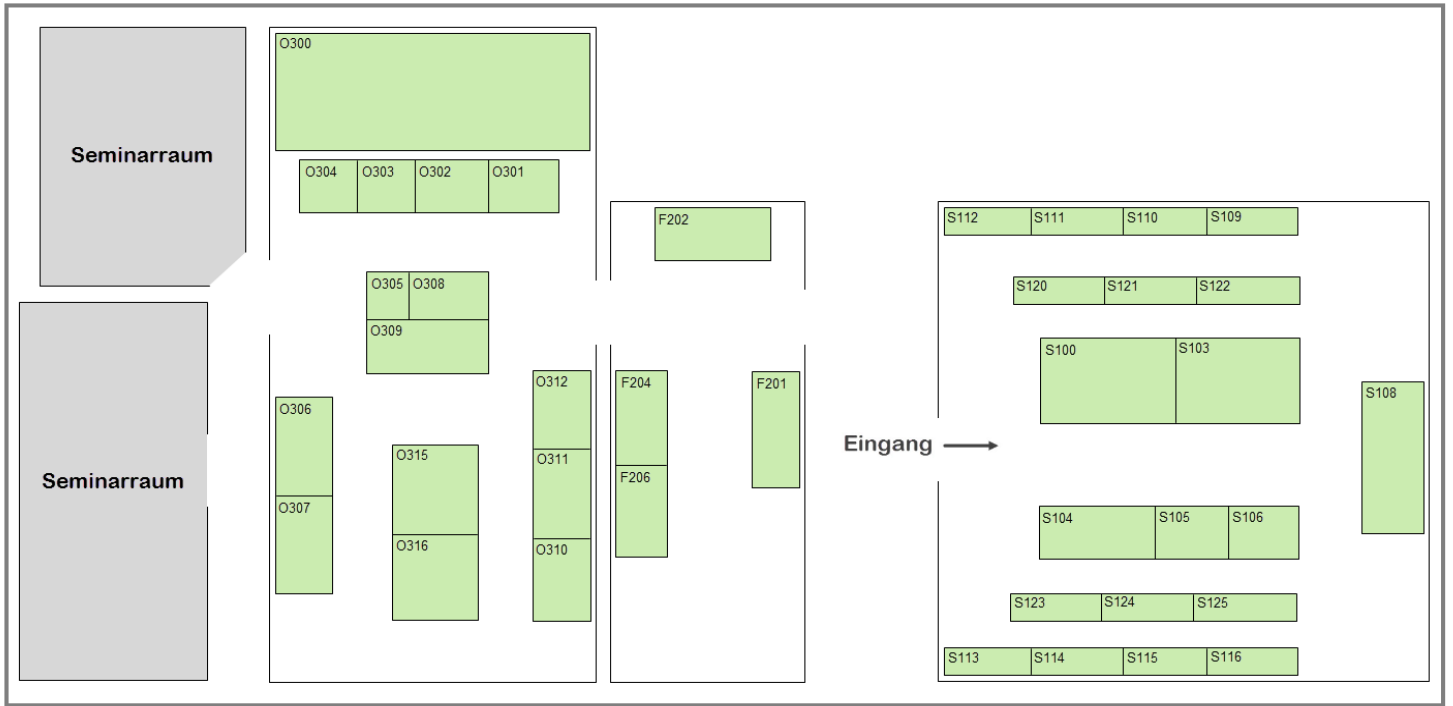 O300
Seminarraum
O304 O303 O302 O301
F202
S112 S111 S110 S109
O305 O308
S120 S121 S122
O309
S100 S103
O312
F204 F201
S108
O306
Eingang
O315
O311
F206
Seminarraum
O307
S104 S105 S106
O316
O310
S123 S124 S125
S113 S114 S115 S116